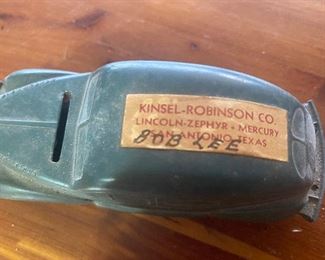 KINSEL-ROBINSON CO.
LINCOLN-ZEPHYR • MERCURY
SAN ANTONIO, TEXAS
BOB LEE